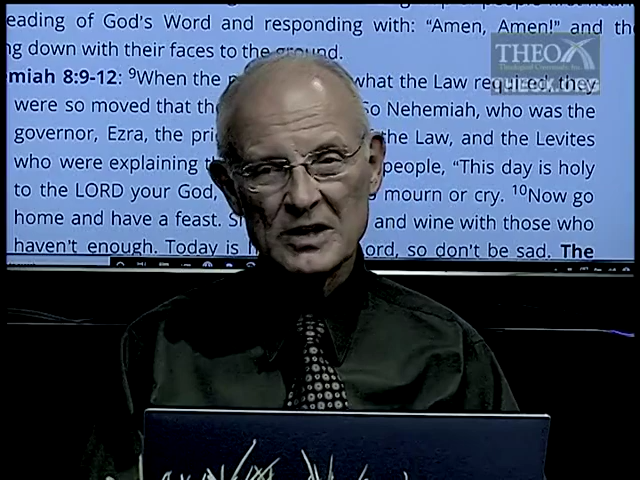 eading of God's Word and responding with: "Amen, Amen!" and the
ng down with their faces to the ground.
emiah 8:9-12: ⁹When the p what the Law required, they
were so moved that the So Nehemiah, who was the
governor, Ezra, the pri the Law, and the Levites
who were explaining t people, "This day is holy
to the LORD your God, mourn or cry. ¹⁰Now go
home and have a feast. S and wine with those who
haven't enough. Today is h ord, so don't be sad. The
THEO